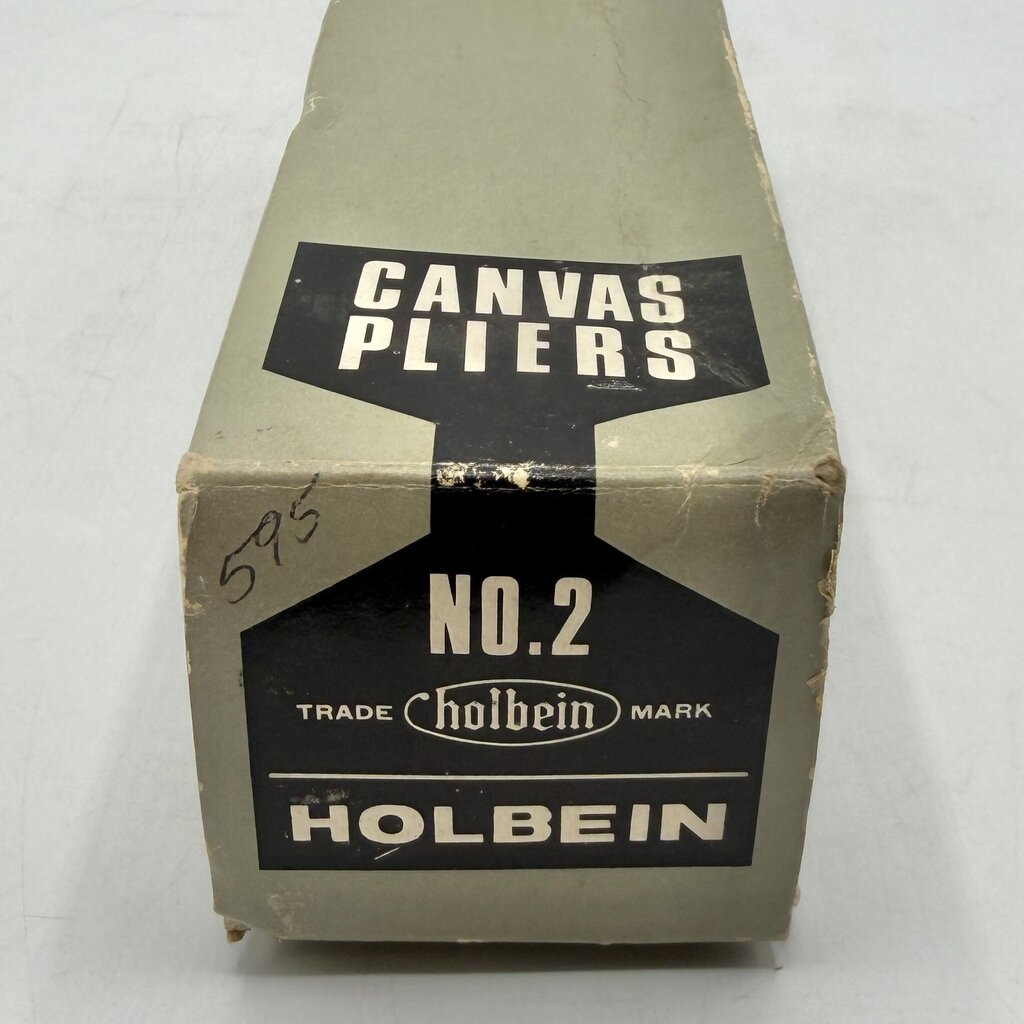 CANVAS
PLIERS
595
NO.2
TRADE holbein MARK
HOLBEIN